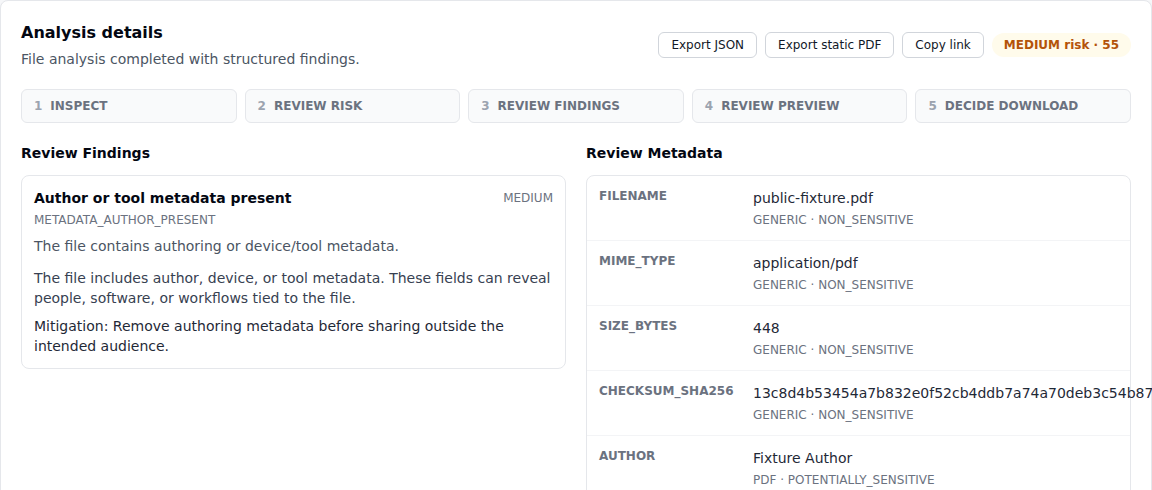 Analysis details
File analysis completed with structured findings.
Export JSON
Export static PDF
Copy link
MEDIUM risk · 55
1 INSPECT
2 REVIEW RISK
3 REVIEW FINDINGS
4 REVIEW PREVIEW
5 DECIDE DOWNLOAD
Review Findings
Author or tool metadata present
MEDIUM
METADATA_AUTHOR_PRESENT
The file contains authoring or device/tool metadata.
The file includes author, device, or tool metadata. These fields can reveal
people, software, or workflows tied to the file.
Mitigation: Remove authoring metadata before sharing outside the
intended audience.
Review Metadata
FILENAME
public-fixture.pdf
GENERIC · NON_SENSITIVE
MIME_TYPE
application/pdf
GENERIC · NON_SENSITIVE
SIZE_BYTES
448
GENERIC · NON_SENSITIVE
CHECKSUM_SHA256
13c8d4b53454a7b832e0f52cb4ddb7a74a70deb3c54b87
GENERIC · NON_SENSITIVE
AUTHOR
Fixture Author
PDF · POTENTIALLY_SENSITIVE